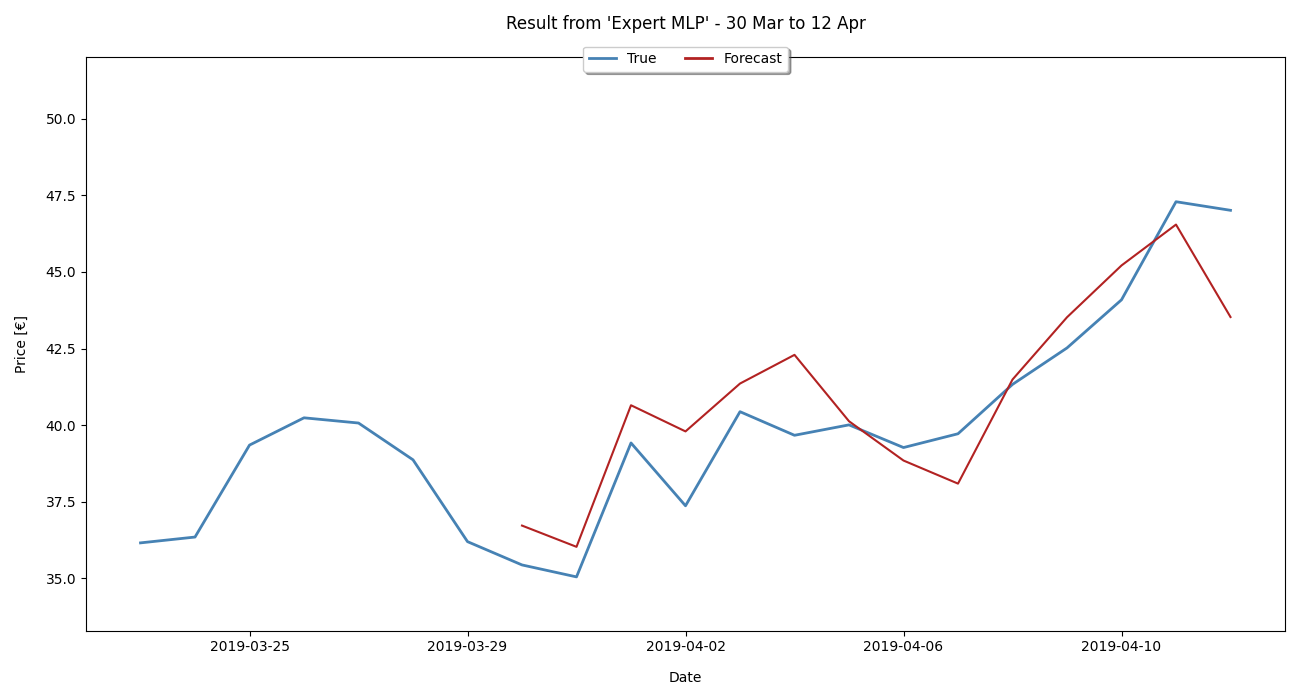 Result from 'Expert MLP' - 30 Mar to 12 Apr
True Forecast
50.0
47.5
45.0
42.5
40.0
37.5
35.0
Price [€]
2019-03-25 2019-03-29 2019-04-02 2019-04-06 2019-04-10
Date